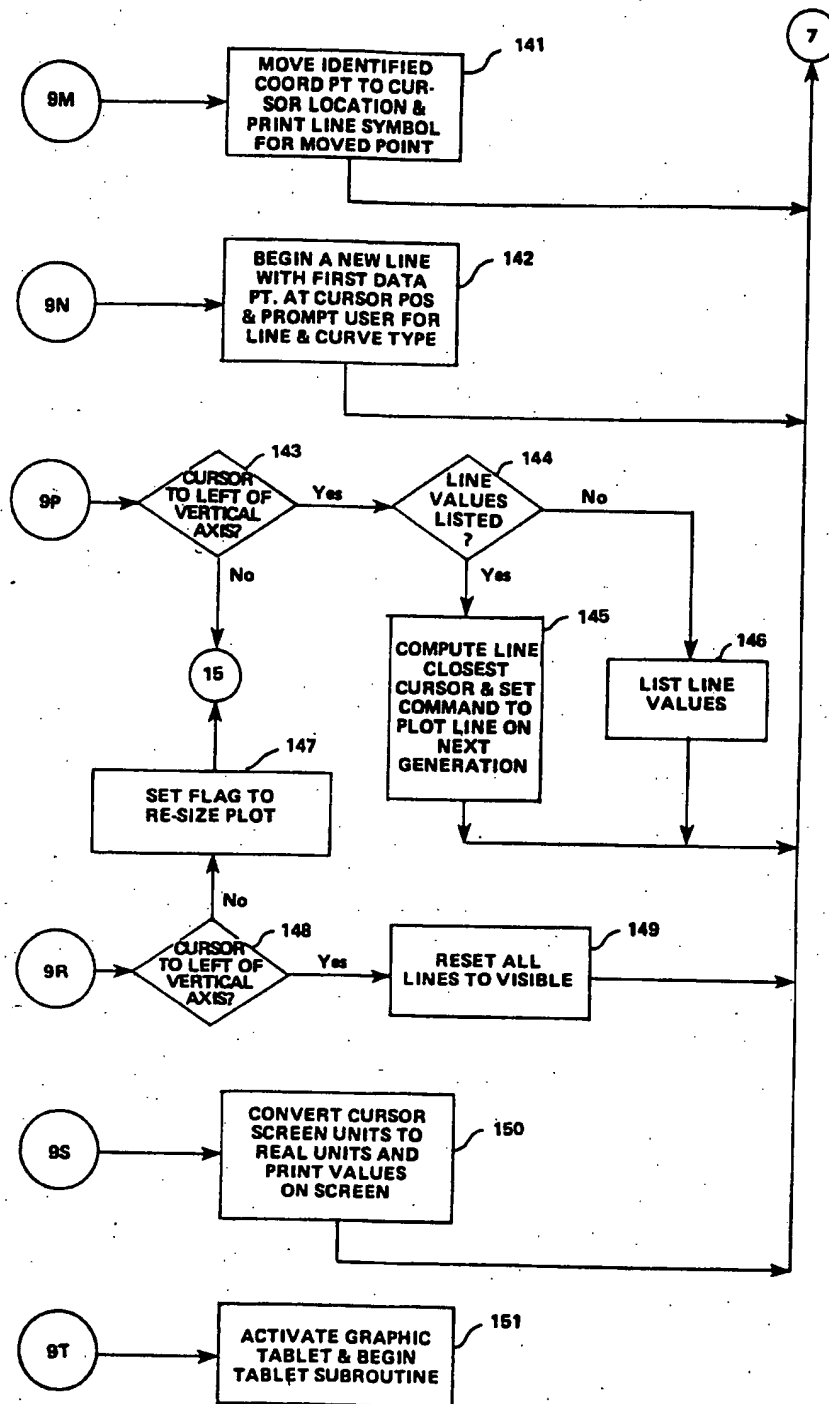 7
141
9M
MOVE IDENTIFIED
COORD PT TO CUR-
SOR LOCATION &
PRINT LINE SYMBOL
FOR MOVED POINT
142
9N
BEGIN A NEW LINE
WITH FIRST DATA
PT. AT CURSOR POS
& PROMPT USER FOR
LINE & CURVE TYPE
143
9P
CURSOR
TO LEFT OF
VERTICAL
AXIS?
Yes
No
144
LINE
VALUES
LISTED
?
No
Yes
145
COMPUTE LINE
CLOSEST
CURSOR & SET
COMMAND TO
PLOT LINE ON
NEXT
GENERATION
146
LIST LINE
VALUES
15
147
SET FLAG TO
RE-SIZE PLOT
No
148
9R
CURSOR
TO LEFT OF
VERTICAL
AXIS?
Yes
149
RESET ALL
LINES TO VISIBLE
150
9S
CONVERT CURSOR
SCREEN UNITS TO
REAL UNITS AND
PRINT VALUES
ON SCREEN
151
9T
ACTIVATE GRAPHIC
TABLET & BEGIN
TABLET SUBROUTINE